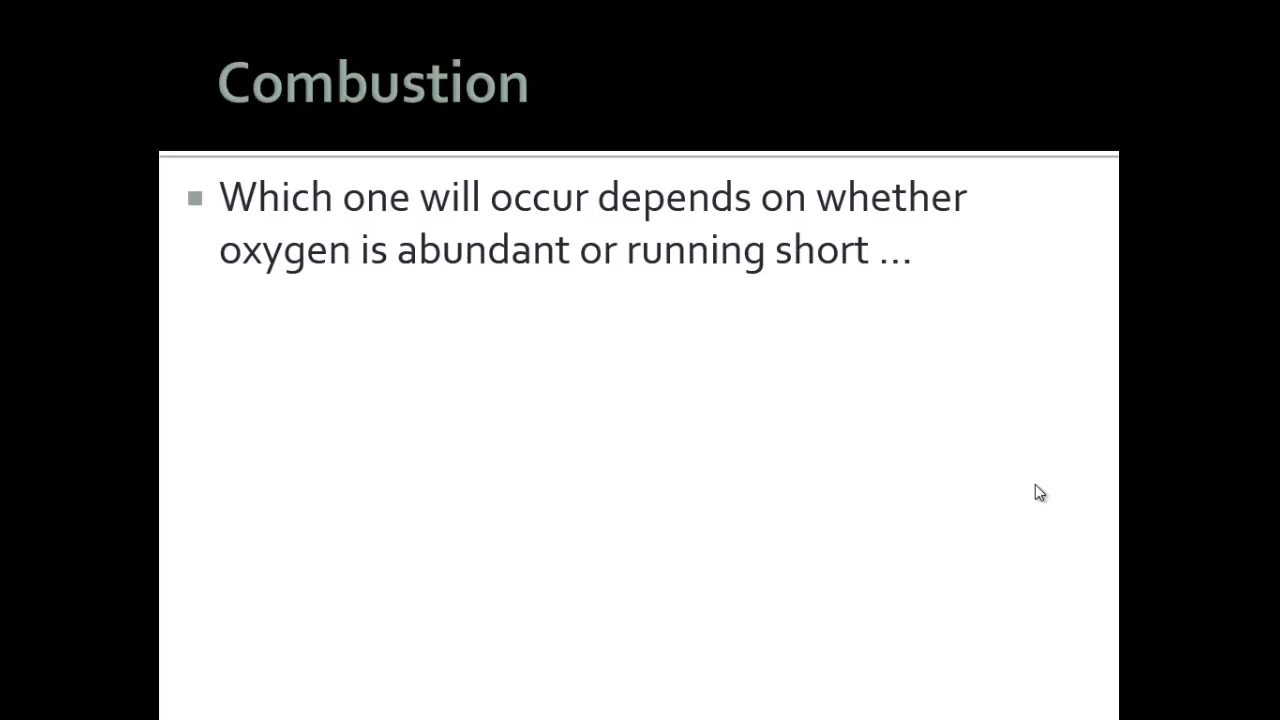 Combustion
Which one will occur depends on whether
oxygen is abundant or running short ...